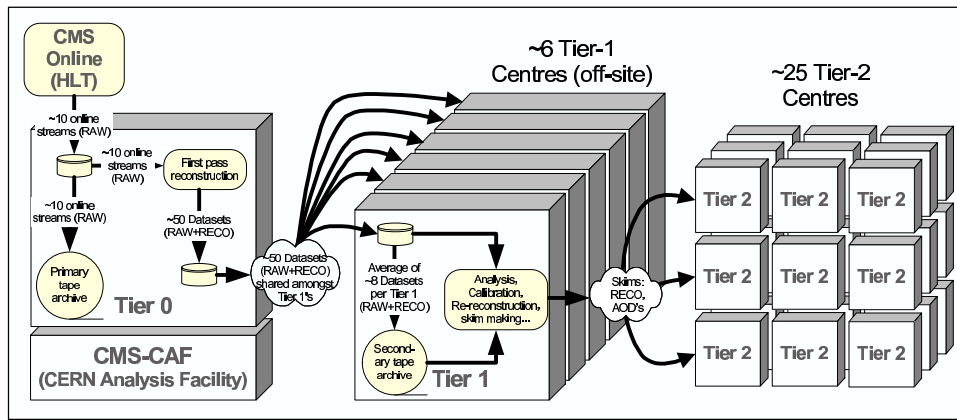 CMS
Online
(HLT)
~10 online
streams (RAW)
~10 online
streams
(RAW)
First pass
reconstruction
~10 online
streams (RAW)
~50 Datasets
(RAW+RECO)
Primary
tape
archive
Tier 0
CMS-CAF
(CERN Analysis Facility)
~50 Datasets
(RAW+RECO)
shared amongst
Tier 1's
~6 Tier-1
Centres (off-site)
Average of
~8 Datasets
per Tier 1
(RAW+RECO)
Analysis,
Callibration,
Re-reconstruction,
skim making...
Second-
ary tape
archive
Tier 1
Skims:
RECO,
AOD's
~25 Tier-2
Centres
Tier 2
Tier 2
Tier 2
Tier 2
Tier 2
Tier 2
Tier 2
Tier 2
Tier 2